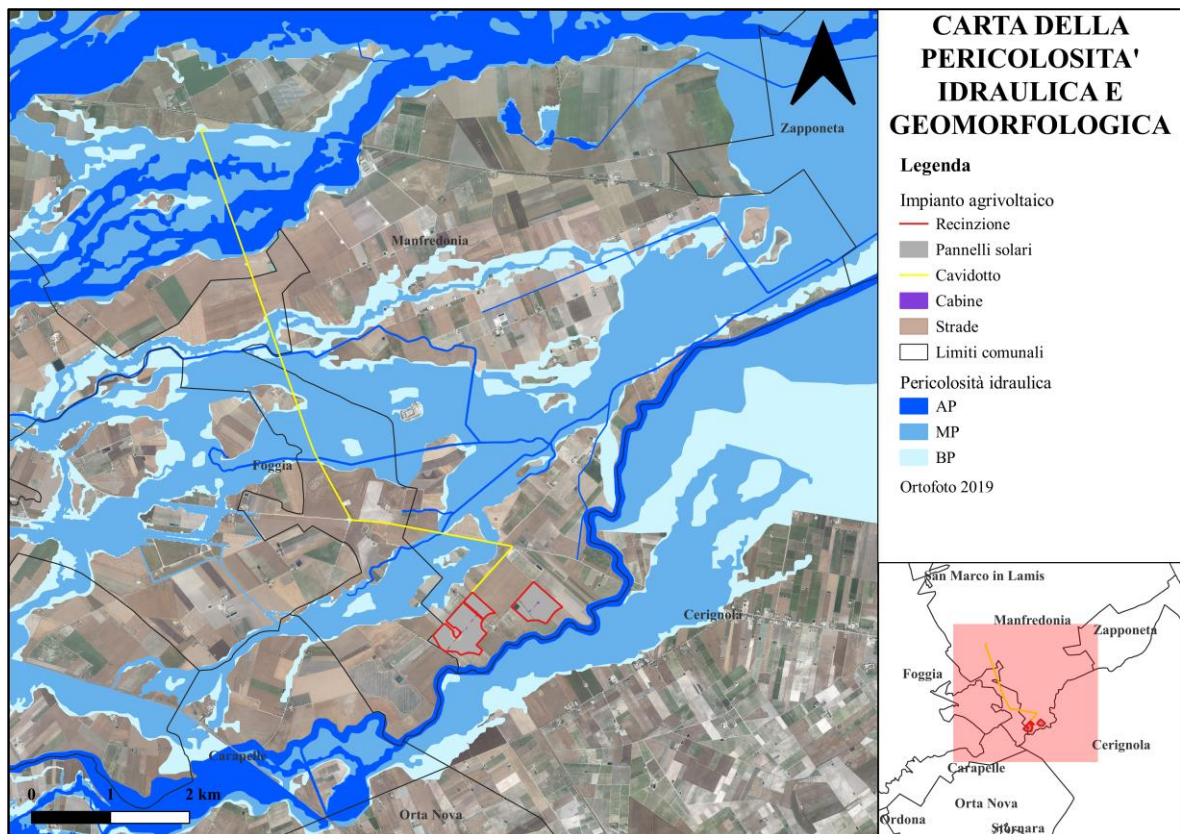 CARTA DELLA
PERICOLOSITA'
IDRAULICA E
GEOMORFOLOGICA
Legenda
Impianto agrivoltaico
Recinzione
Pannelli solari
Cavidotto
Cabine
Strade
Limiti comunali
Pericolosità idraulica
AP
MP
BP
Ortofoto 2019
Zapponeta
Manfredonia
Foggia
Cerignola
Carapelle
Orta Nova
0 1 2 km
San Marco in Lamis
Manfredonia
Zapponeta
Foggia
Cerignola
Carapelle
Orta Nova
Ordona
Stornara